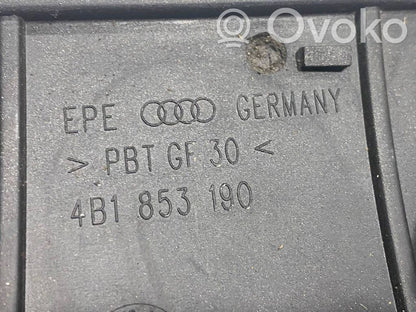 Ovoko
EPE GERMANY
> PBT GF 30 <
4B1 853 190